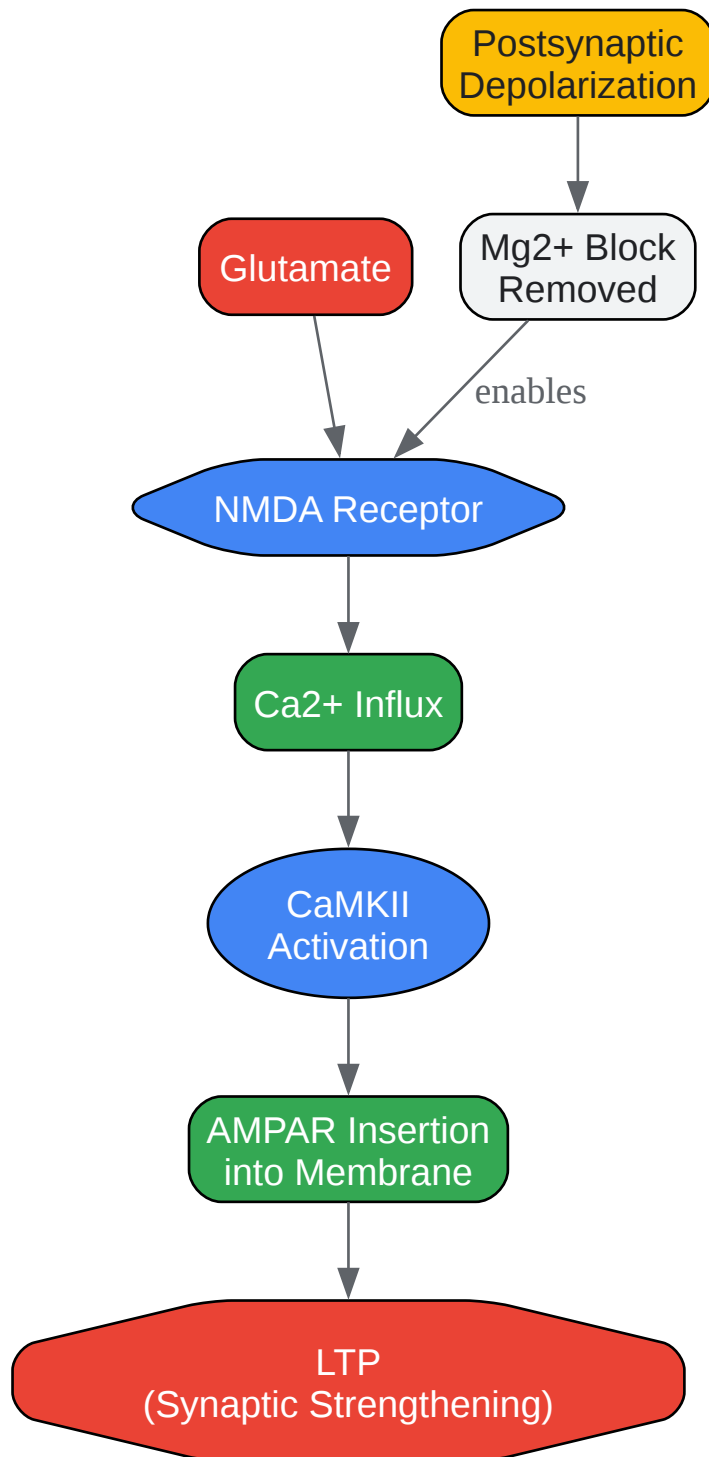 Postsynaptic
Depolarization
Glutamate
Mg2+ Block
Removed
enables
NMDA Receptor
Ca2+ Influx
CaMKII
Activation
AMPAR Insertion
into Membrane
LTP
(Synaptic Strengthening)